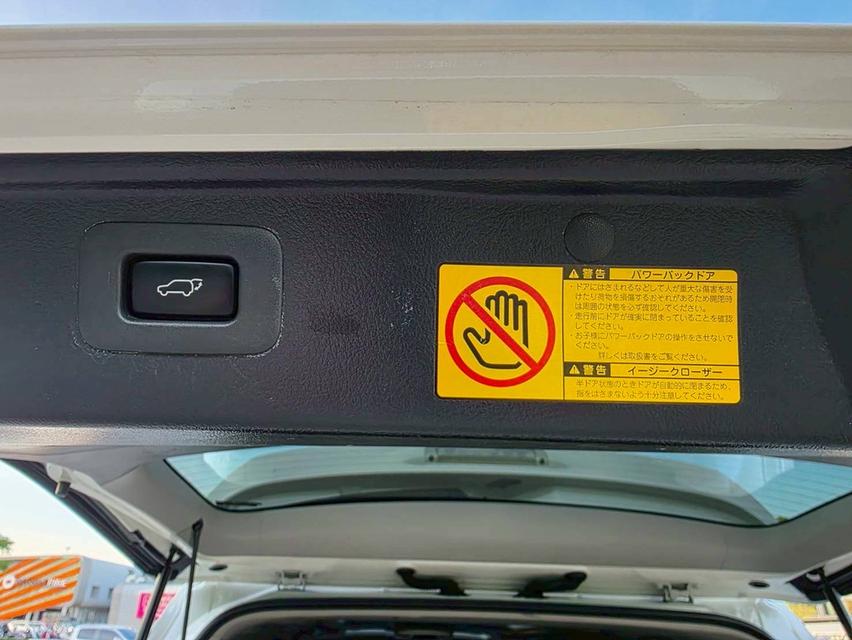 警告 パワーバックドア
・ドアにはさまれるなどして人が重大な傷害を受
けたり荷物を損傷するおそれがあるため開閉時
は周囲の状態を必ず確認してください。
・走行前にドアが確実に閉まっていることを確認
してください。
・お子様にパワーバックドアの操作をさせないで
ください。
詳しくは取扱書をご覧ください。
警告 イージークローザー
半ドア状態のときドアが自動的に閉まるため、
指をはさまないよう十分注意してください。